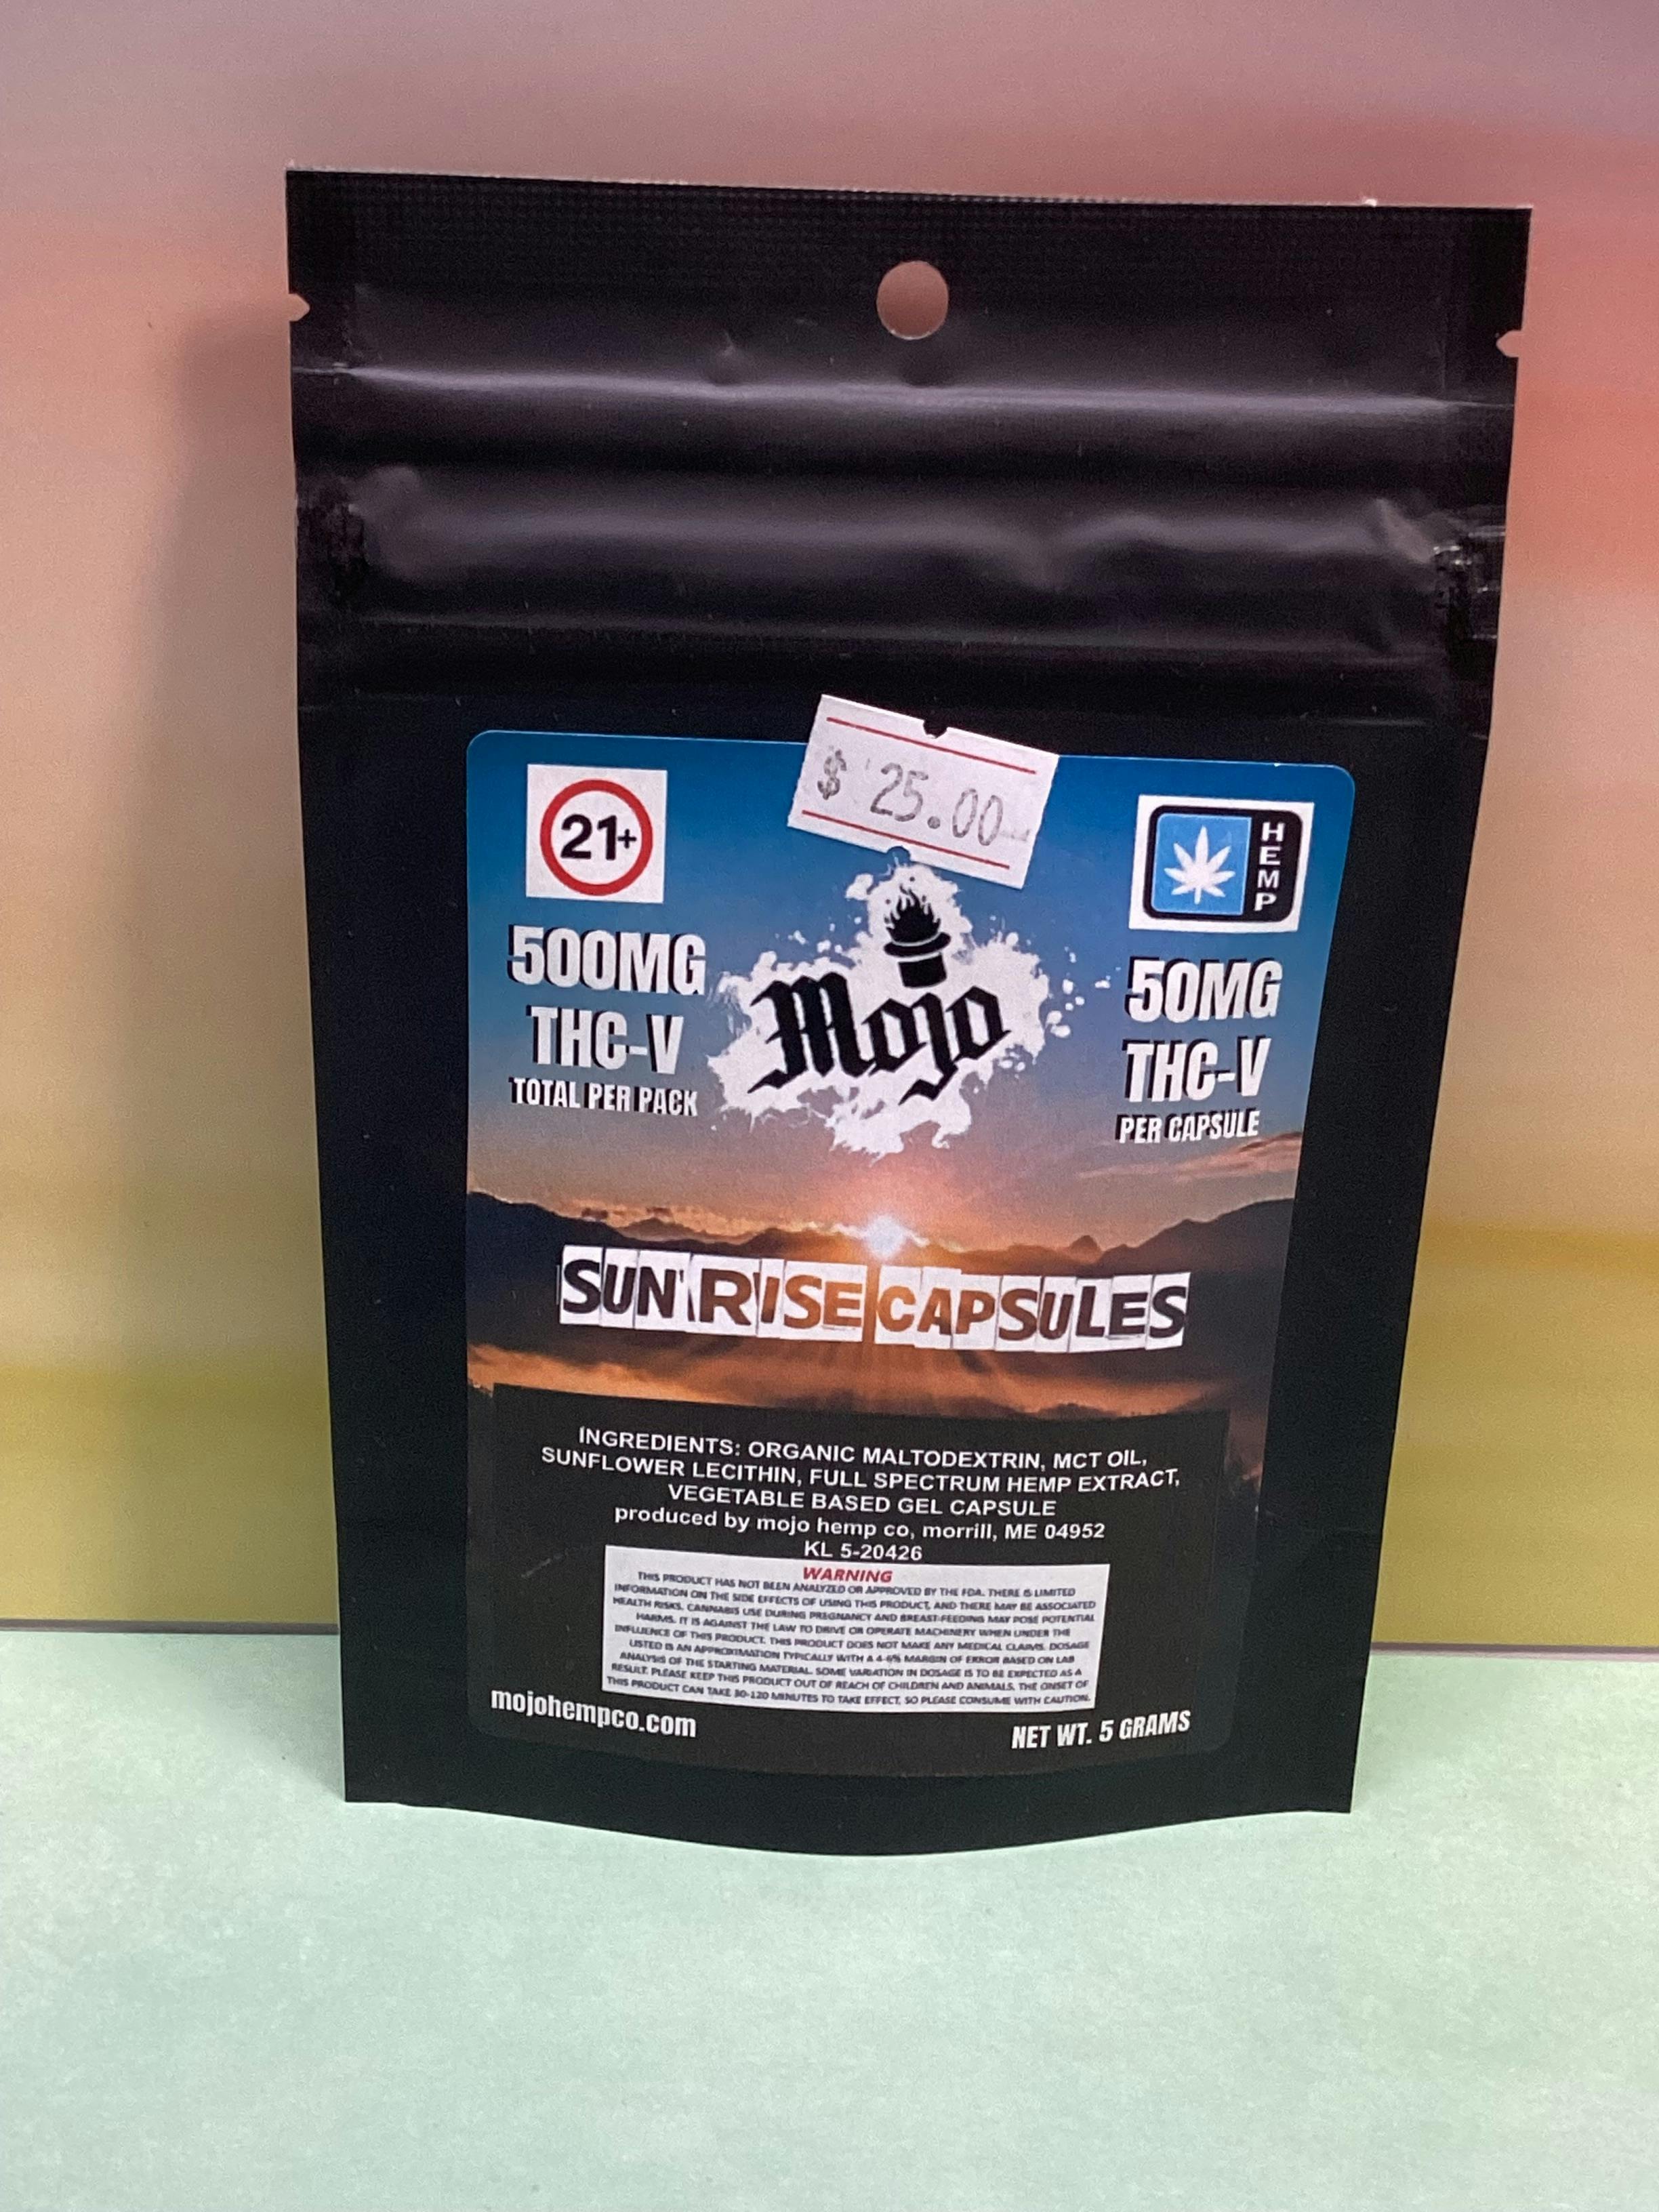 $ 25.00
21+
HEMP
500MG
THC-V
TOTAL PER PACK
Mojo
50MG
THC-V
PER CAPSULE
SUNRISE CAPSULES
INGREDIENTS: ORGANIC MALTODEXTRIN, MCT OIL,
SUNFLOWER LECITHIN, FULL SPECTRUM HEMP EXTRACT,
VEGETABLE BASED GEL CAPSULE
produced by mojo hemp co, morrill, ME 04952
KL 5-20426
WARNING
THIS PRODUCT HAS NOT BEEN ANALYZED OR APPROVED BY THE FDA. THERE IS LIMITED
INFORMATION ON THE SIDE EFFECTS OF USING THIS PRODUCT, AND THERE MAY BE ASSOCIATED
HEALTH RISKS. CANNABIS USE DURING PREGNANCY AND BREAST-FEEDING MAY POSE POTENTIAL
HARMS. IT IS AGAINST THE LAW TO DRIVE OR OPERATE MACHINERY WHEN UNDER THE
INFLUENCE OF THIS PRODUCT. THIS PRODUCT DOES NOT MAKE ANY MEDICAL CLAIMS. DOSAGE
LISTED IS AN APPROXIMATION TYPICALLY WITH A 4-6% MARGIN OF ERROR BASED ON LAB
ANALYSIS OF THE STARTING MATERIAL. SOME VARIATION IN DOSAGE IS TO BE EXPECTED AS A
RESULT. PLEASE KEEP THIS PRODUCT OUT OF REACH OF CHILDREN AND ANIMALS. THE ONSET OF
THIS PRODUCT CAN TAKE 30-120 MINUTES TO TAKE EFFECT, SO PLEASE CONSUME WITH CAUTION.
mojohempco.com
NET WT. 5 GRAMS